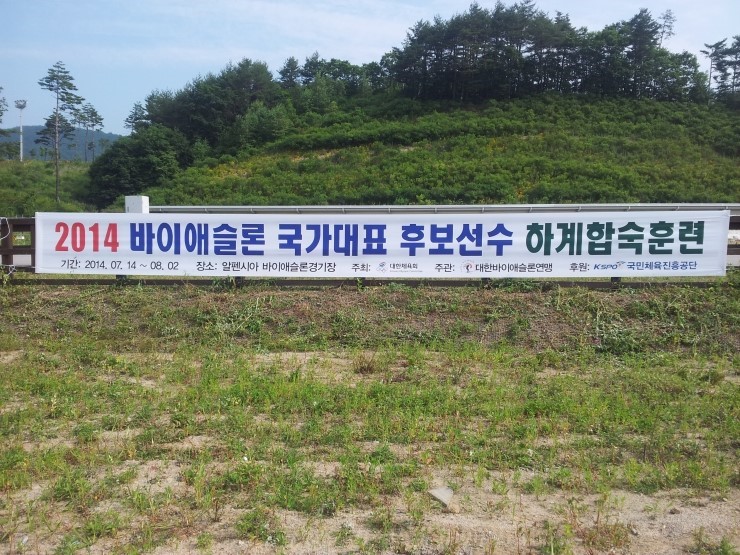 2014 바이애슬론 국가대표 후보선수 하계합숙훈련
기간: 2014. 07. 14 ~ 08. 02 장소: 알펜시아 바이애슬론경기장 주최: 대한체육회 주관: 대한바이애슬론연맹 후원: KSPO 국민체육진흥공단